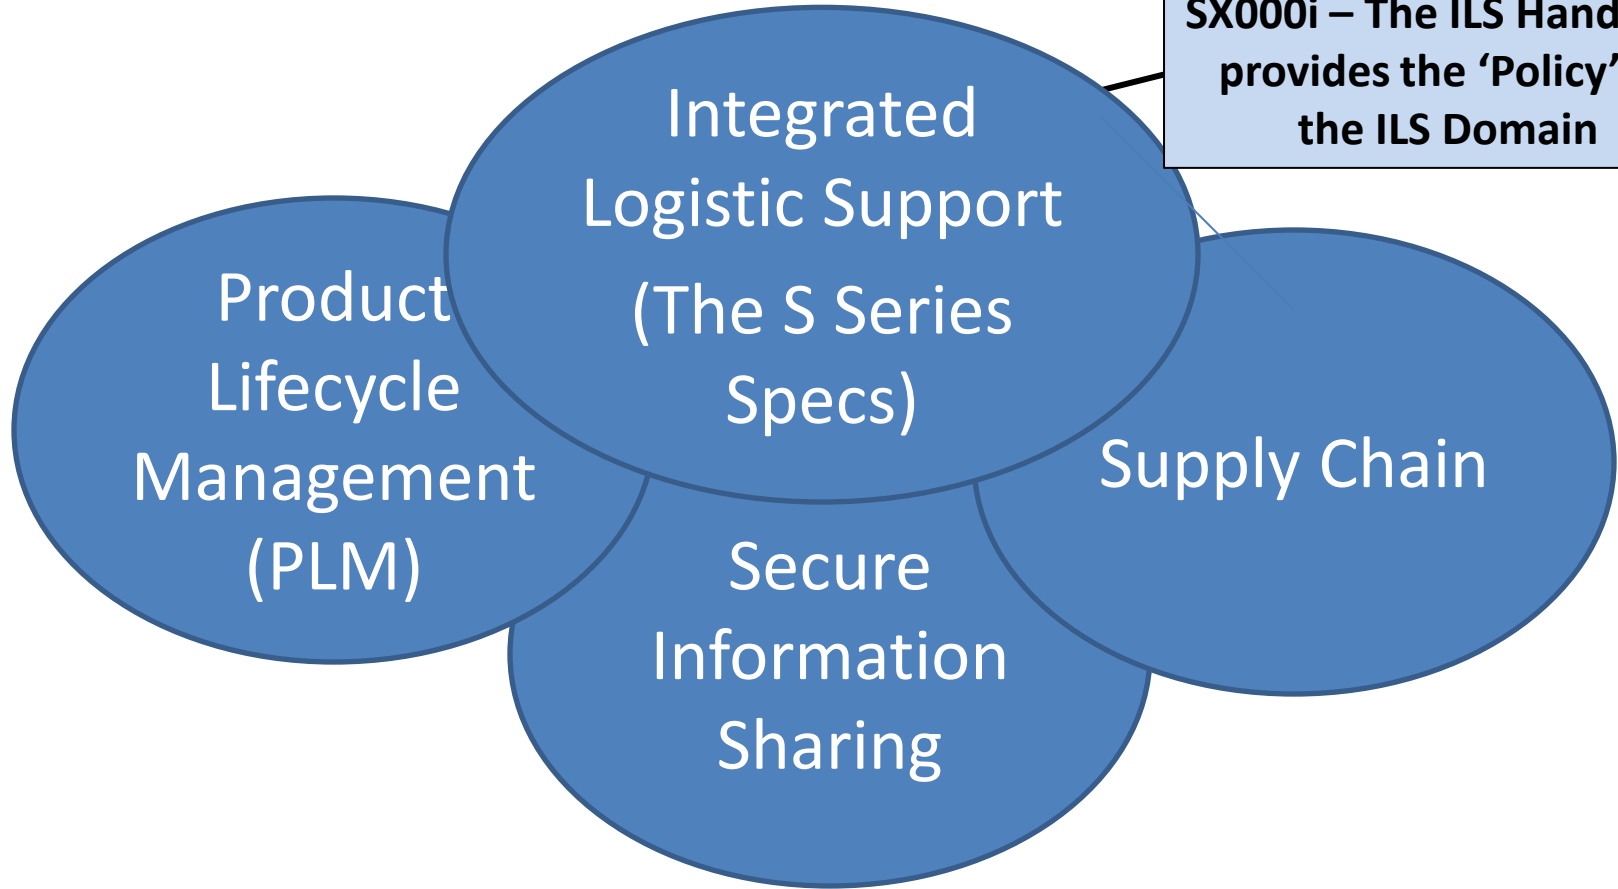 SX000i – The ILS Hand
provides the ‘Policy’
the ILS Domain
Integrated
Logistic Support
(The S Series
Specs)
Product
Lifecycle
Management
(PLM)
Supply Chain
Secure
Information
Sharing